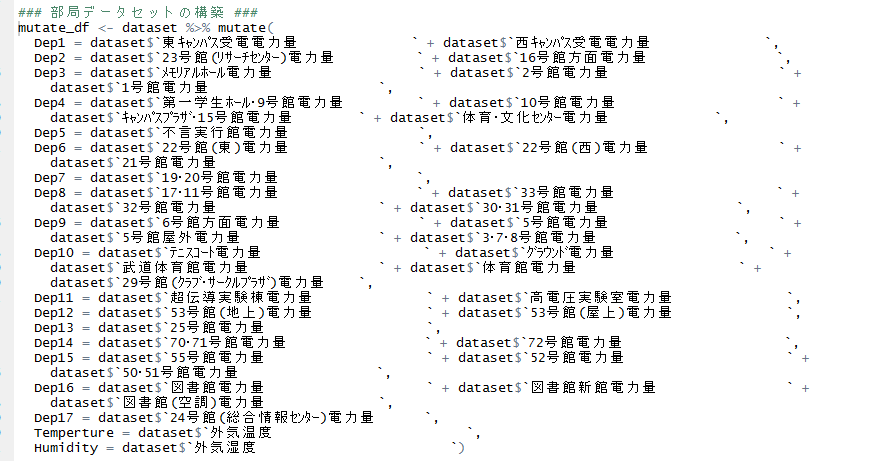 ### 部局データセットの構築 ###
mutate_df <- dataset %>% mutate(
Dep1 = dataset$`東ｷｬﾝﾊﾟｽ受電電力量 ` + dataset$`西ｷｬﾝﾊﾟｽ受電電力量 `,
Dep2 = dataset$`23号館(ﾘｻｰﾁｾﾝﾀｰ)電力量 ` + dataset$`16号館方面電力量 `,
Dep3 = dataset$`ﾒﾓﾘｱﾙﾎｰﾙ電力量 ` + dataset$`2号館電力量 ` +
dataset$`1号館電力量 `,
Dep4 = dataset$`第一学生ﾎｰﾙ･9号館電力量 ` + dataset$`10号館電力量 ` +
dataset$`ｷｬﾝﾊﾟｽﾌﾟﾗｻﾞ･15号館電力量 ` + dataset$`体育･文化ｾﾝﾀｰ電力量 `,
Dep5 = dataset$`不言実行館電力量 `,
Dep6 = dataset$`22号館(東)電力量 ` + dataset$`22号館(西)電力量 ` +
dataset$`21号館電力量 `,
Dep7 = dataset$`19･20号館電力量 `,
Dep8 = dataset$`17･11号館電力量 ` + dataset$`33号館電力量 ` +
dataset$`32号館電力量 ` + dataset$`30･31号館電力量 `,
Dep9 = dataset$`6号館方面電力量 ` + dataset$`5号館電力量 ` +
dataset$`5号館屋外電力量 ` + dataset$`3･7･8号館電力量 `,
Dep10 = dataset$`ﾃﾆｽｺｰﾄ電力量 ` + dataset$`ｸﾞﾗｳﾝﾄﾞ電力量 ` +
dataset$`武道体育館電力量 ` + dataset$`体育館電力量 ` +
dataset$`29号館(ｸﾗﾌﾞ･ｻｰｸﾙﾌﾟﾗｻﾞ)電力量 `,
Dep11 = dataset$`超伝導実験棟電力量 ` + dataset$`高電圧実験室電力量 `,
Dep12 = dataset$`53号館(地上)電力量 ` + dataset$`53号館(屋上)電力量 `,
Dep13 = dataset$`25号館電力量 `,
Dep14 = dataset$`70･71号館電力量 ` + dataset$`72号館電力量 `,
Dep15 = dataset$`55号館電力量 ` + dataset$`52号館電力量 ` +
dataset$`50･51号館電力量 `,
Dep16 = dataset$`図書館電力量 ` + dataset$`図書館新館電力量 ` +
dataset$`図書館(空調)電力量 `,
Dep17 = dataset$`24号館(総合情報ｾﾝﾀｰ)電力量 `,
Temperture = dataset$`外気温度 `,
Humidity = dataset$`外気湿度 `)